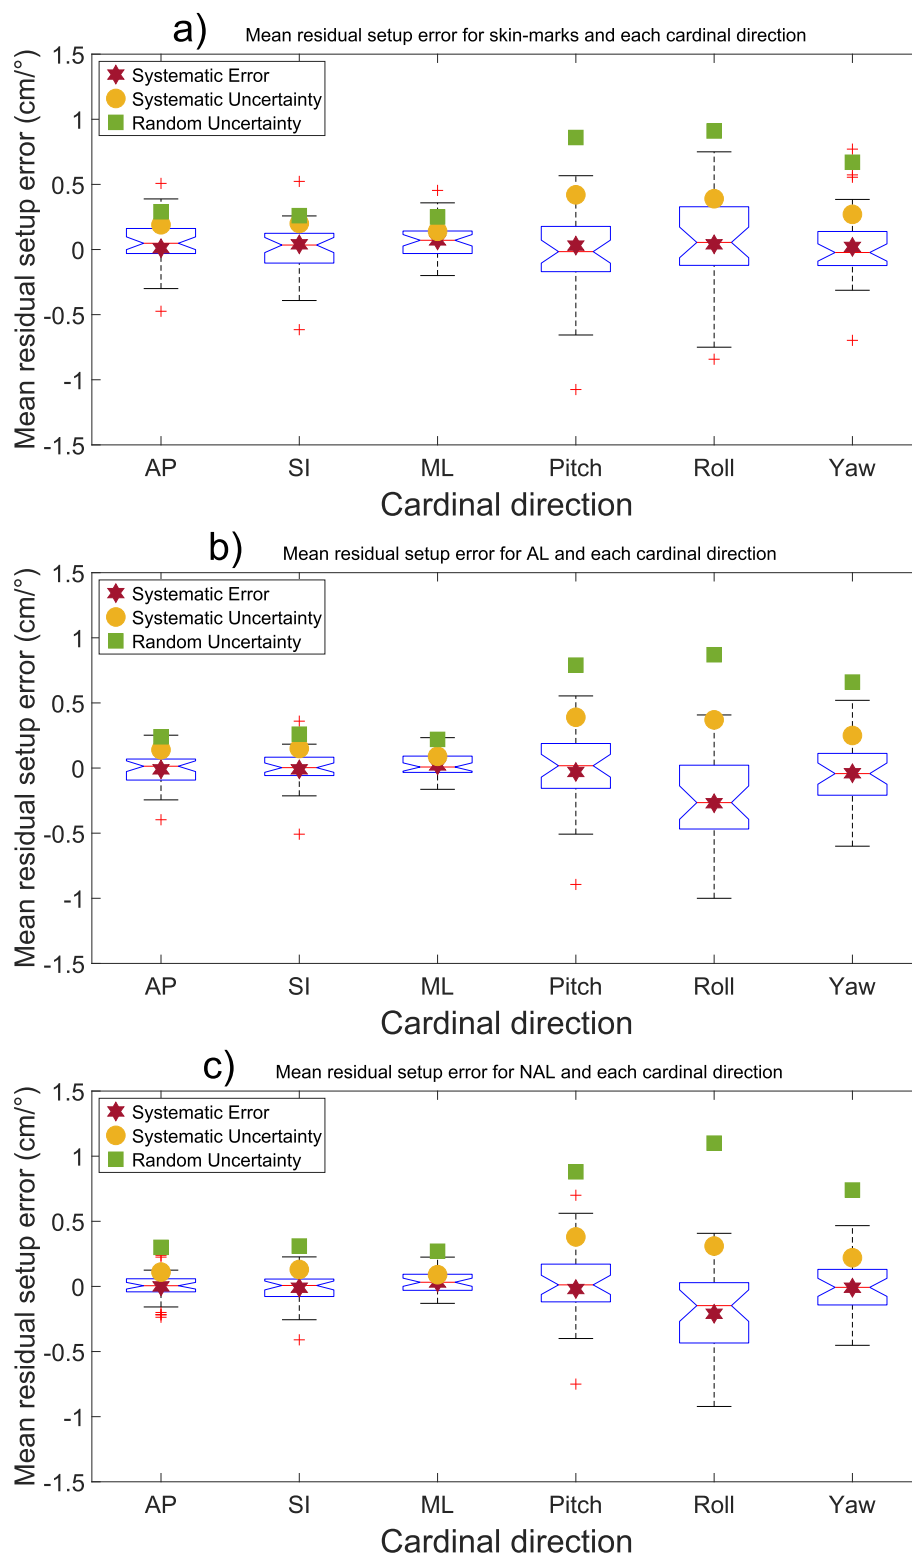 a) Mean residual setup error for skin-marks and each cardinal direction
Mean residual setup error (cm/°)
1.5
1
0.5
0
-0.5
-1
-1.5
Systematic Error
Systematic Uncertainty
Random Uncertainty
AP SI ML Pitch Roll Yaw
Cardinal direction
b) Mean residual setup error for AL and each cardinal direction
Mean residual setup error (cm/°)
1.5
1
0.5
0
-0.5
-1
-1.5
Systematic Error
Systematic Uncertainty
Random Uncertainty
AP SI ML Pitch Roll Yaw
Cardinal direction
c) Mean residual setup error for NAL and each cardinal direction
Mean residual setup error (cm/°)
1.5
1
0.5
0
-0.5
-1
-1.5
Systematic Error
Systematic Uncertainty
Random Uncertainty
AP SI ML Pitch Roll Yaw
Cardinal direction